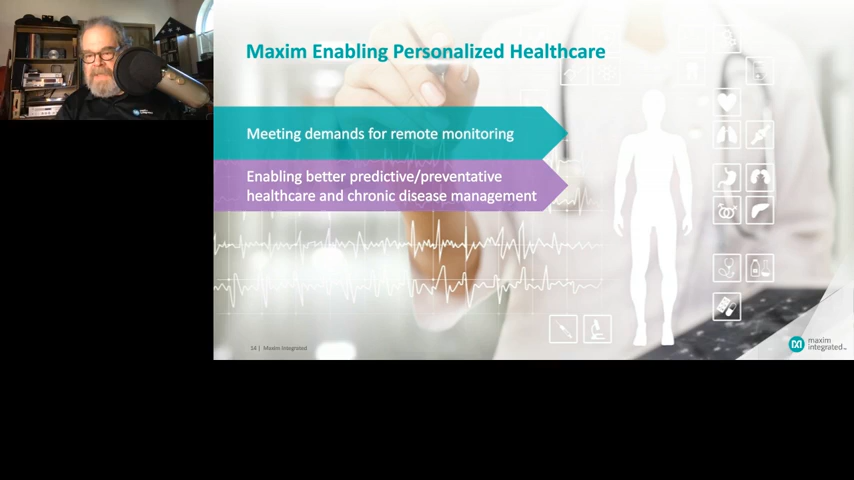 Maxim Enabling Personalized Healthcare
Meeting demands for remote monitoring
Enabling better predictive/preventative
healthcare and chronic disease management
14 | Maxim Integrated
maxim
integrated™